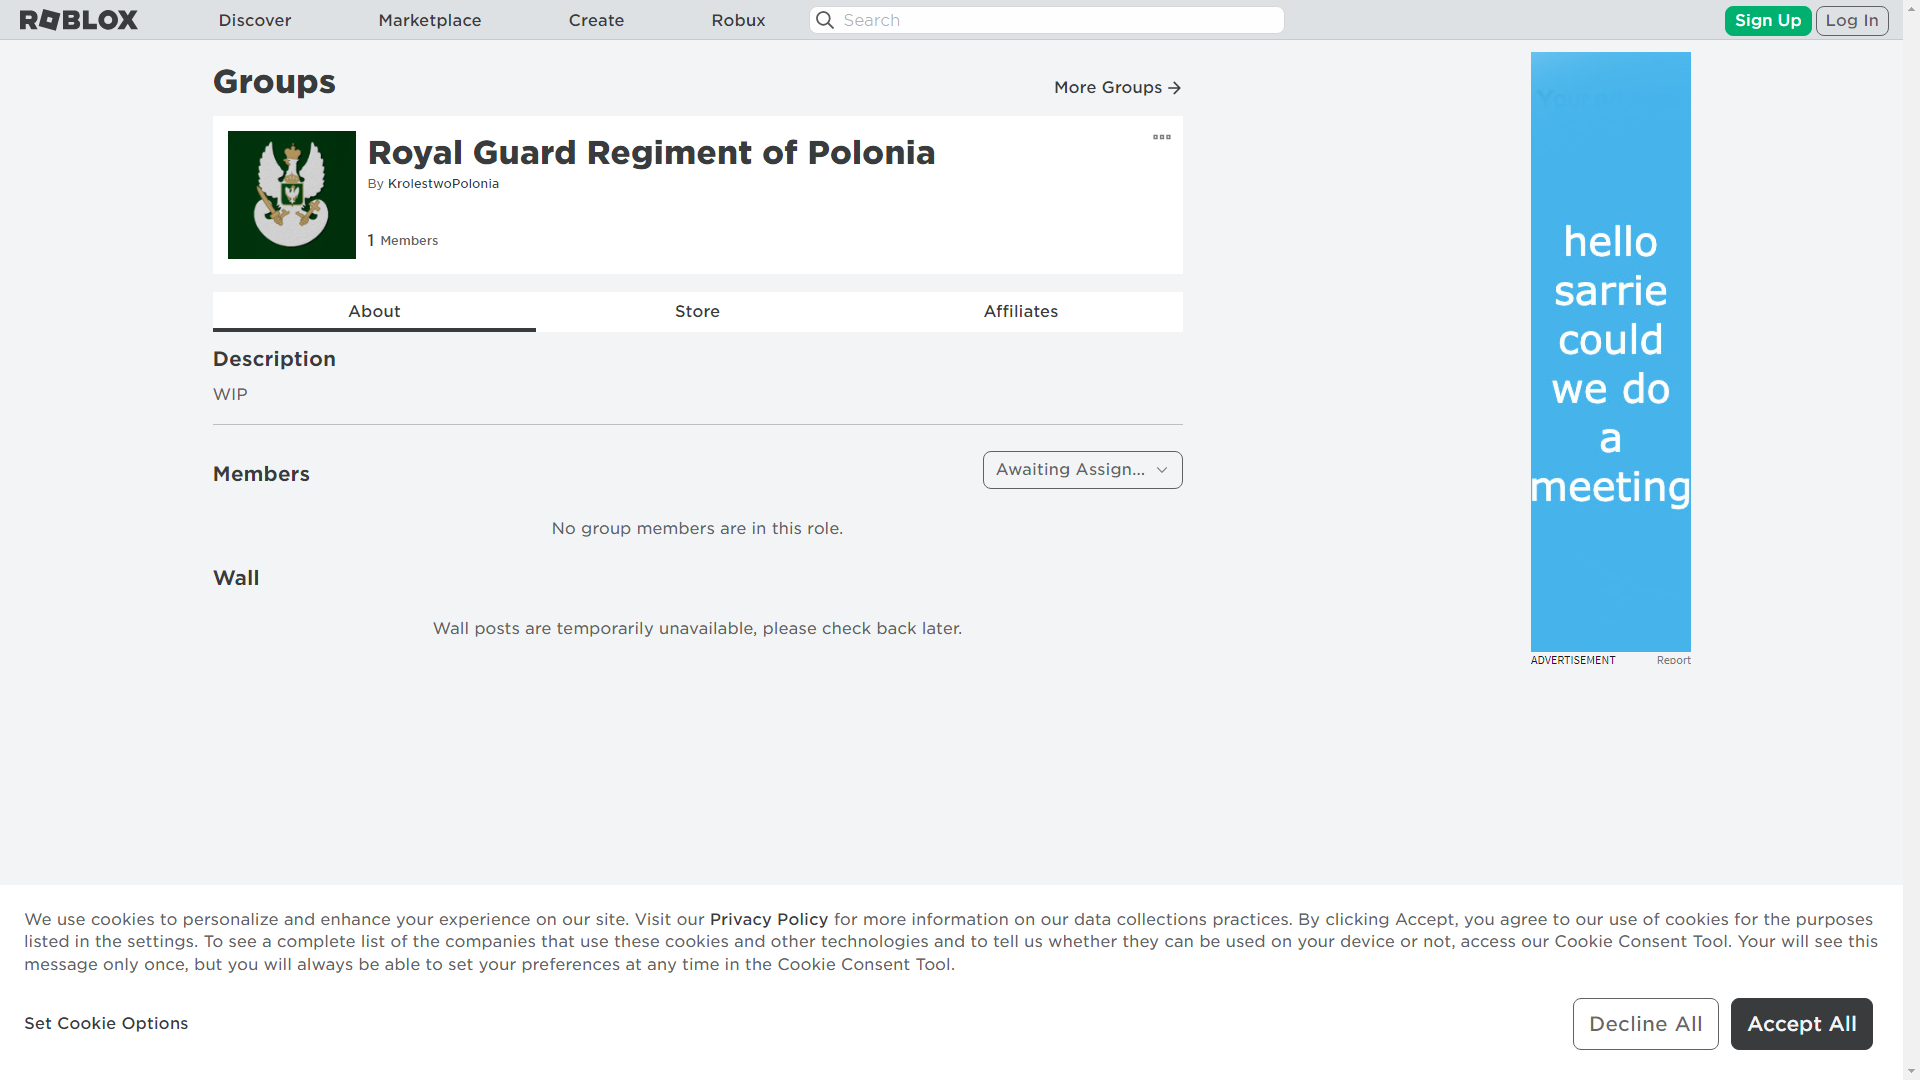 ROBLOX
Discover
Marketplace
Create
Robux
Search
Sign Up
Log In
Groups
More Groups
Royal Guard Regiment of Polonia
By KrolestwoPolonia
1 Members
About
Store
Affiliates
Description
WIP
Members
Awaiting Assign...
No group members are in this role.
Wall
Wall posts are temporarily unavailable, please check back later.
hello
sarrie
could
we do
a
meeting
ADVERTISEMENT
Report
We use cookies to personalize and enhance your experience on our site. Visit our Privacy Policy for more information on our data collections practices. By clicking Accept, you agree to our use of cookies for the purposes
listed in the settings. To see a complete list of the companies that use these cookies and other technologies and to tell us whether they can be used on your device or not, access our Cookie Consent Tool. Your will see this
message only once, but you will always be able to set your preferences at any time in the Cookie Consent Tool.
Set Cookie Options
Decline All
Accept All